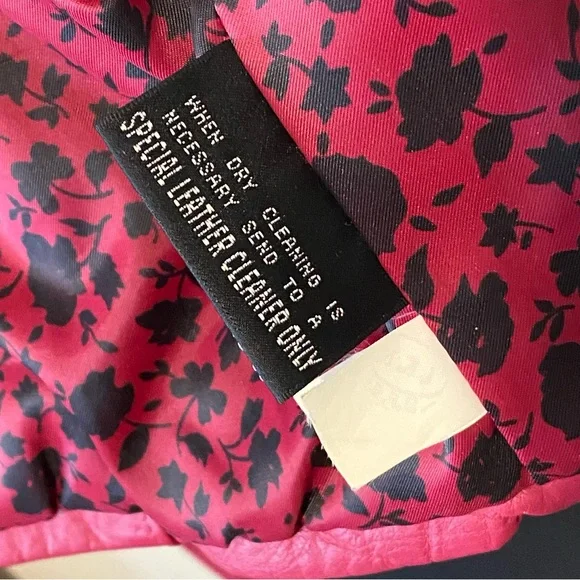 WHEN DRY CLEANING IS
NECESSARY SEND TO A
SPECIAL LEATHER CLEANER ONLY